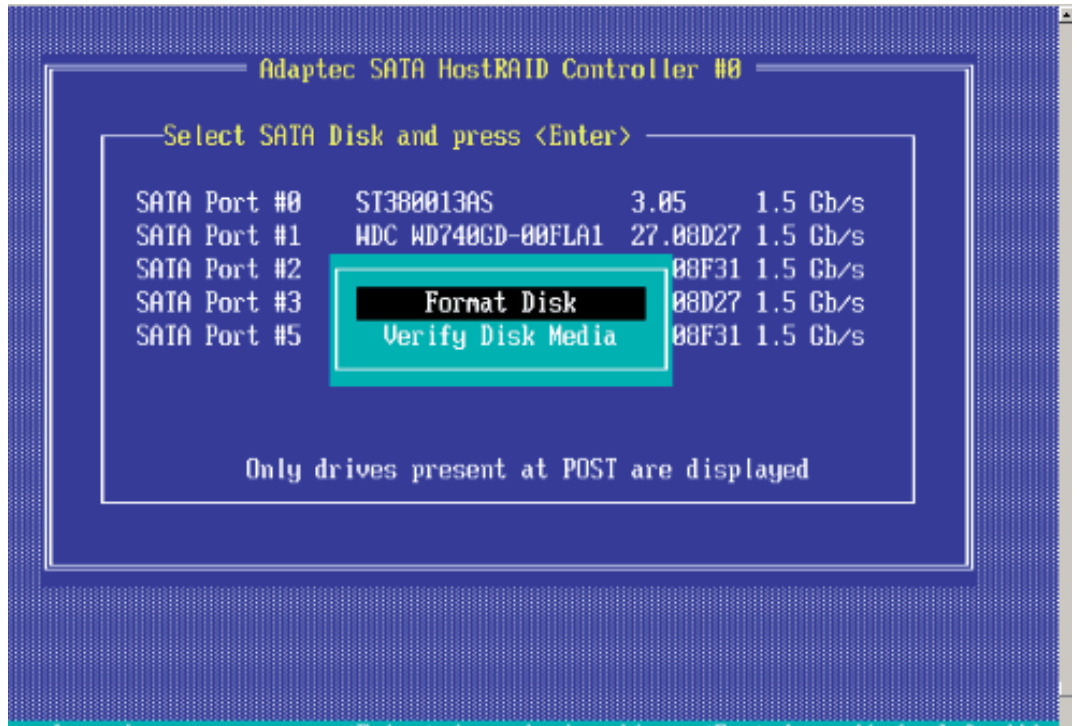 Adaptec SATA HostRAID Controller #0
Select SATA Disk and press <Enter>
SATA Port #0 ST380013AS 3.05 1.5 Gb/s
SATA Port #1 WDC WD740GD-00FLA1 27.08D27 1.5 Gb/s
SATA Port #2 08F31 1.5 Gb/s
SATA Port #3 08D27 1.5 Gb/s
SATA Port #5 08F31 1.5 Gb/s
Format Disk
Verify Disk Media
Only drives present at POST are displayed